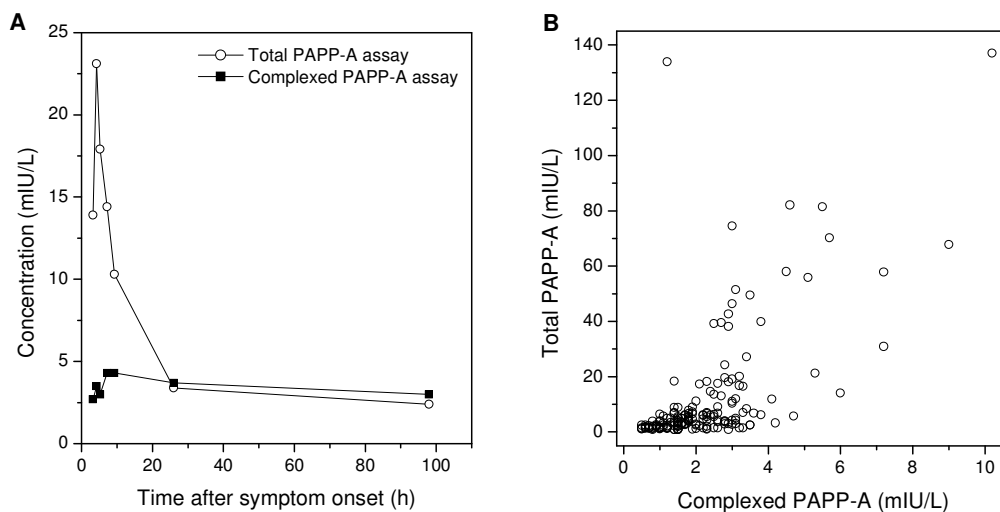 A
25
20
15
10
5
0
Concentration (mIU/L)
Total PAPP-A assay
Complexed PAPP-A assay
0 20 40 60 80 100
Time after symptom onset (h)
B
140
120
100
80
60
40
20
0
Total PAPP-A (mIU/L)
0 2 4 6 8 10
Complexed PAPP-A (mIU/L)